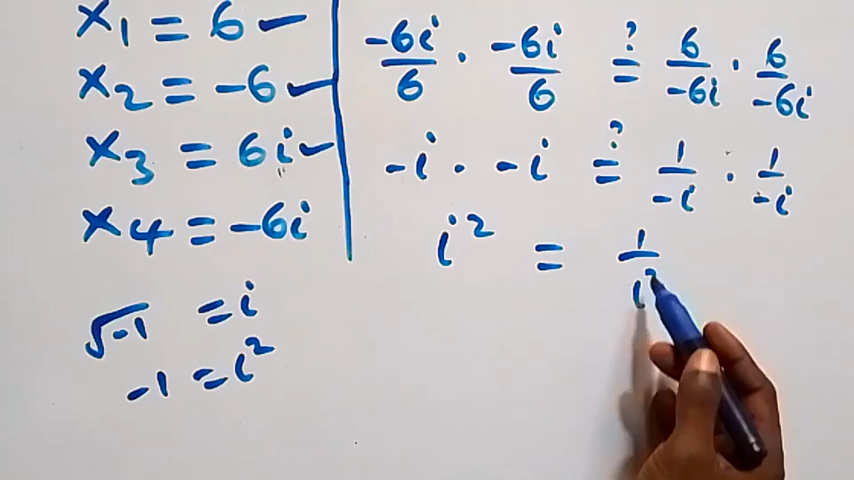 x₁ = 6 –
x₂ = -6 –
x₃ = 6i –
x₄ = -6i
√-1 = i
-1 = i²
-6i/6 · -6i/6 ≟ 6/-6i · 6/-6i
-i · -i ≟ 1/-i · 1/-i
i² = 1/i²